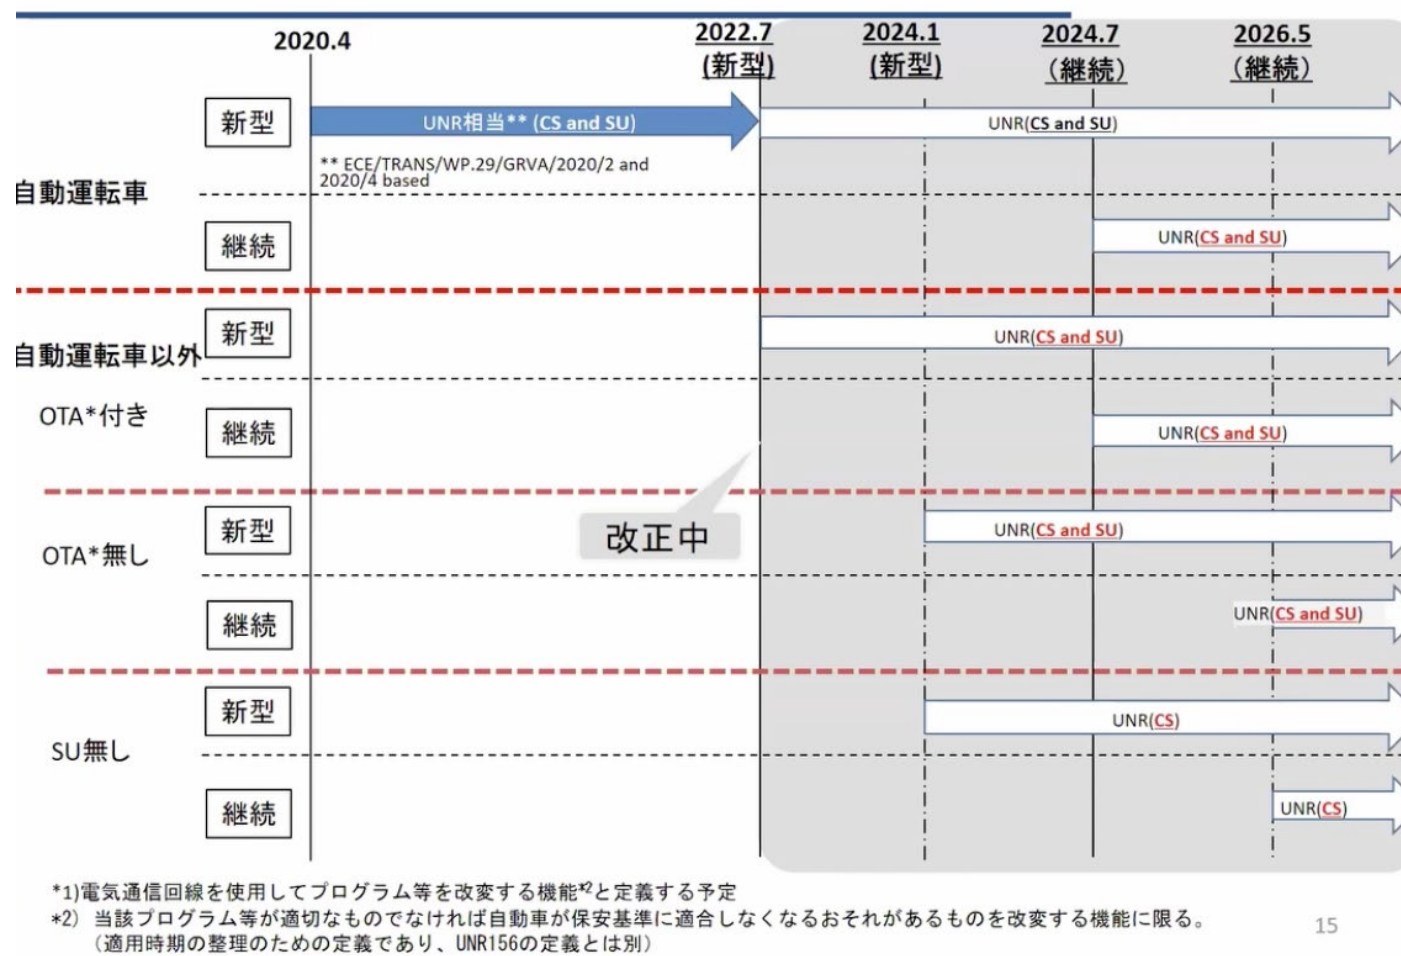 2020.4
2022.7
(新型)
2024.1
(新型)
2024.7
（継続）
2026.5
（継続）
新型
UNR相当** (CS and SU)
UNR(CS and SU)
** ECE/TRANS/WP.29/GRVA/2020/2 and
2020/4 based
自動運転車
継続
UNR(CS and SU)
新型
UNR(CS and SU)
自動運転車以外
OTA*付き
継続
UNR(CS and SU)
改正中
新型
UNR(CS and SU)
OTA*無し
継続
UNR(CS and SU)
新型
UNR(CS)
SU無し
継続
UNR(CS)
*1)電気通信回線を使用してプログラム等を改変する機能*2と定義する予定
*2） 当該プログラム等が適切なものでなければ自動車が保安基準に適合しなくなるおそれがあるものを改変する機能に限る。
（適用時期の整理のための定義であり、UNR156の定義とは別）
15